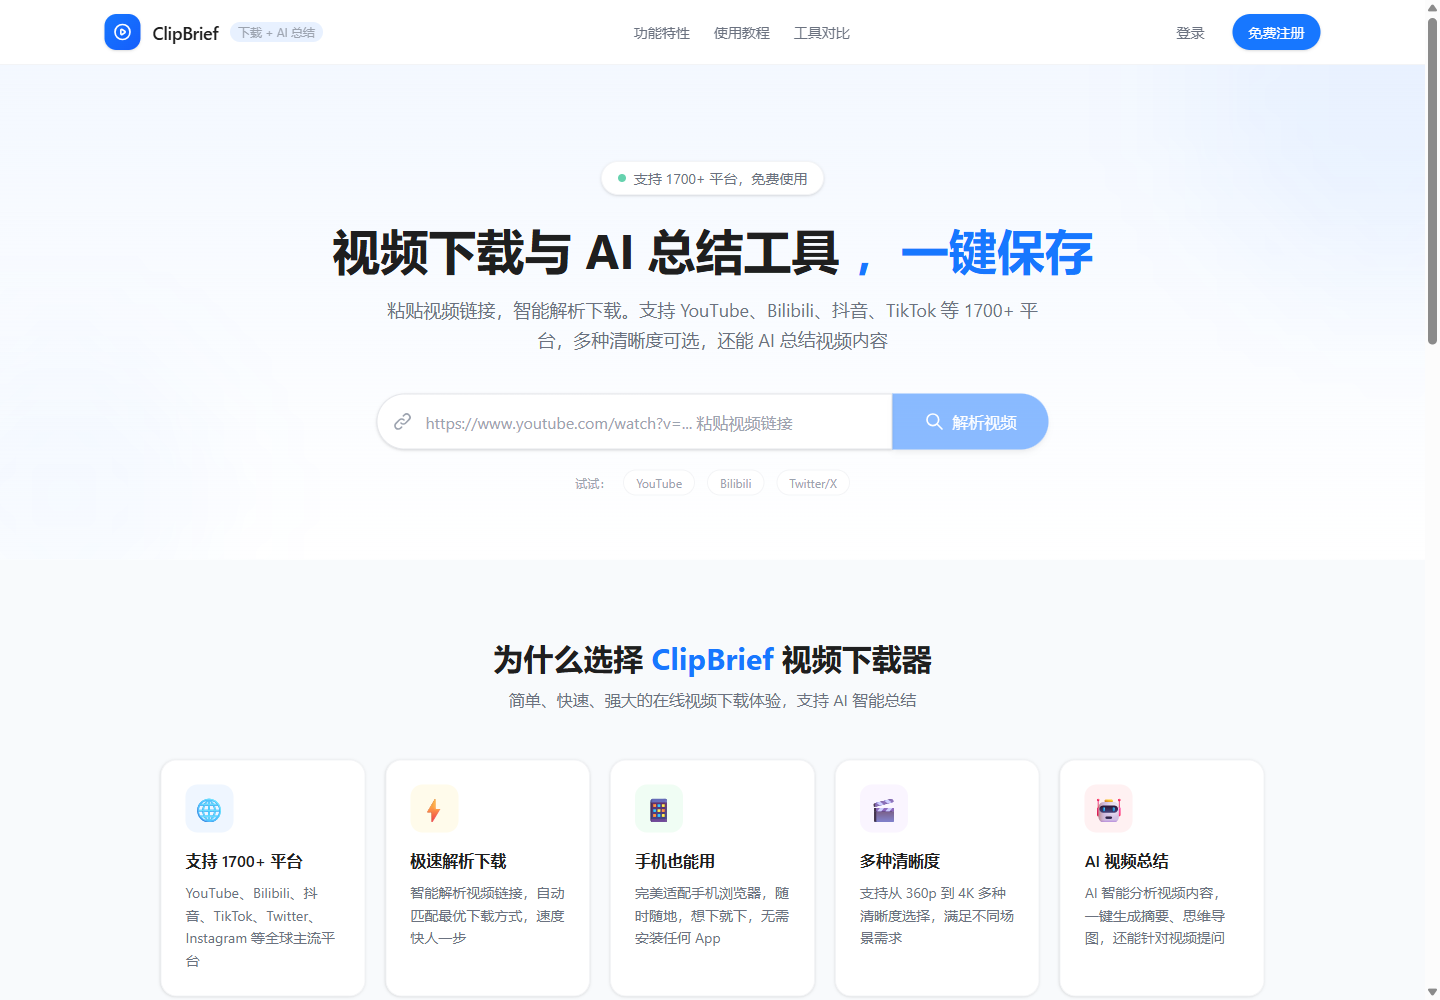 ClipBrief 下载 + AI 总结 功能特性 使用教程 工具对比 登录 免费注册
支持 1700+ 平台，免费使用
视频下载与 AI 总结工具 ，一键保存
粘贴视频链接，智能解析下载。支持 YouTube、Bilibili、抖音、TikTok 等 1700+ 平
台，多种清晰度可选，还能 AI 总结视频内容
https://www.youtube.com/watch?v=... 粘贴视频链接 解析视频
试试： YouTube Bilibili Twitter/X
为什么选择 ClipBrief 视频下载器
简单、快速、强大的在线视频下载体验，支持 AI 智能总结
支持 1700+ 平台
YouTube、Bilibili、抖
音、TikTok、Twitter、
Instagram 等全球主流平
台
极速解析下载
智能解析视频链接，自动
匹配最优下载方式，速度
快人一步
手机也能用
完美适配手机浏览器，随
时随地，想下就下，无需
安装任何 App
多种清晰度
支持从 360p 到 4K 多种
清晰度选择，满足不同场
景需求
AI 视频总结
AI 智能分析视频内容，
一键生成摘要、思维导
图，还能针对视频提问